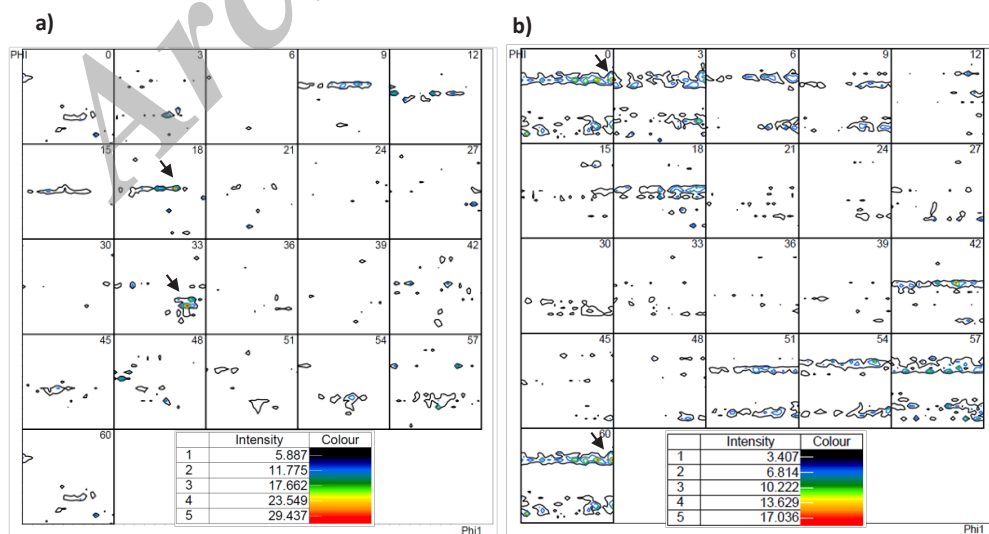 a)
b)
PHI 0 3 6 9 12
15 18 21 24 27
30 33 36 39 42
45 48 51 54 57
60
Intensity Colour
1 5.887
2 11.775
3 17.662
4 23.549
5 29.437
Phi1
PHI 0 3 6 9 12
15 18 21 24 27
30 33 36 39 42
45 48 51 54 57
60
Intensity Colour
1 3.407
2 6.814
3 10.222
4 13.629
5 17.036
Phi1